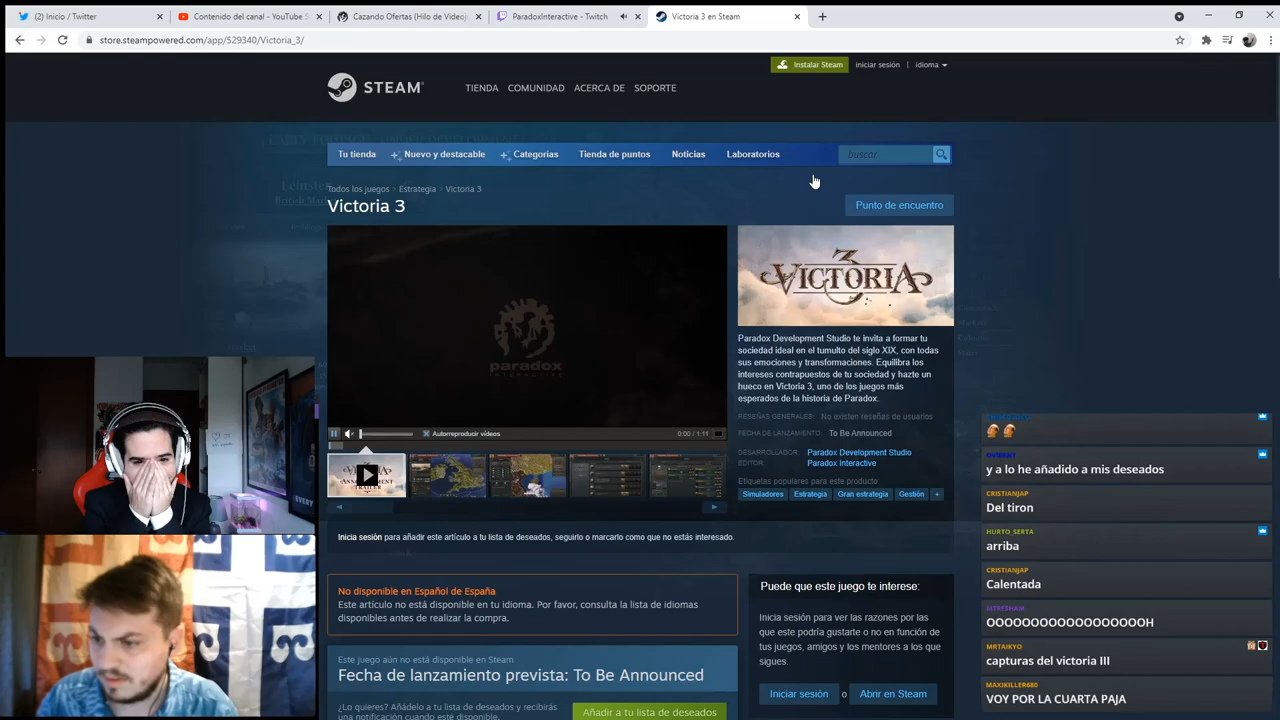 (2) Inicio / Twitter
Contenido del canal - YouTube S
Cazando Ofertas (Hilo de Videoju
ParadoxInteractive - Twitch
Victoria 3 en Steam
store.steampowered.com/app/529340/Victoria_3/
Instalar Steam
iniciar sesión
idioma
STEAM
TIENDA
COMUNIDAD
ACERCA DE
SOPORTE
Tu tienda
Nuevo y destacable
Categorías
Tienda de puntos
Noticias
Laboratorios
buscar
Todos los juegos > Estrategia > Victoria 3
Victoria 3
Punto de encuentro
paradox
INTERACTIVE
3
VICTORIA
Paradox Development Studio te invita a formar tu
sociedad ideal en el tumulto del siglo XIX, con todas
sus emociones y transformaciones. Equilibra los
intereses contrapuestos de tu sociedad y hazte un
hueco en Victoria 3, uno de los juegos más
esperados de la historia de Paradox.
RESEÑAS GENERALES: No existen reseñas de usuarios
FECHA DE LANZAMIENTO: To Be Announced
DESARROLLADOR: Paradox Development Studio
EDITOR: Paradox Interactive
Etiquetas populares para este producto:
Simuladores
Estrategia
Gran estrategia
Gestión
+
Autorreproducir vídeos
0:00 / 1:11
Inicia sesión para añadir este artículo a tu lista de deseados, seguirlo o marcarlo como que no estás interesado.
No disponible en Español de España
Este artículo no está disponible en tu idioma. Por favor, consulta la lista de idiomas
disponibles antes de realizar la compra.
Este juego aún no está disponible en Steam
Fecha de lanzamiento prevista: To Be Announced
¿Lo quieres? Añádelo a tu lista de deseados y recibirás
una notificación cuando esté disponible.
Añadir a tu lista de deseados
Puede que este juego te interese:
Inicia sesión para ver las razones por las
que este podría gustarte o no en función de
tus juegos, amigos y los mentores a los que
sigues.
Iniciar sesión
o
Abrir en Steam
y a lo he añadido a mis deseados
CRISTIANJAP
Del tiron
HURTO_SERTA
arriba
CRISTIANJAP
Calentada
MTRESHAM
OOOOOOOOOOOOOOOOOH
MRTAIKYO
capturas del victoria III
MAXIKILLER680
VOY POR LA CUARTA PAJA